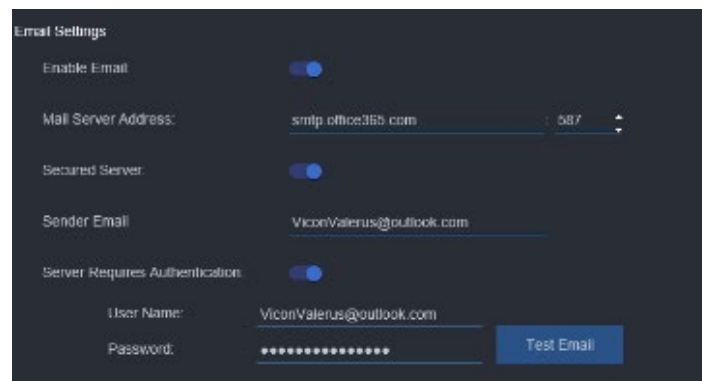 Email Settings
Enable Email
Mail Server Address: smtp.office365.com : 587
Secured Server:
Sender Email ViconValerus@outlook.com
Server Requires Authentication:
User Name: ViconValerus@outlook.com
Password: •••••••••••••••
Test Email